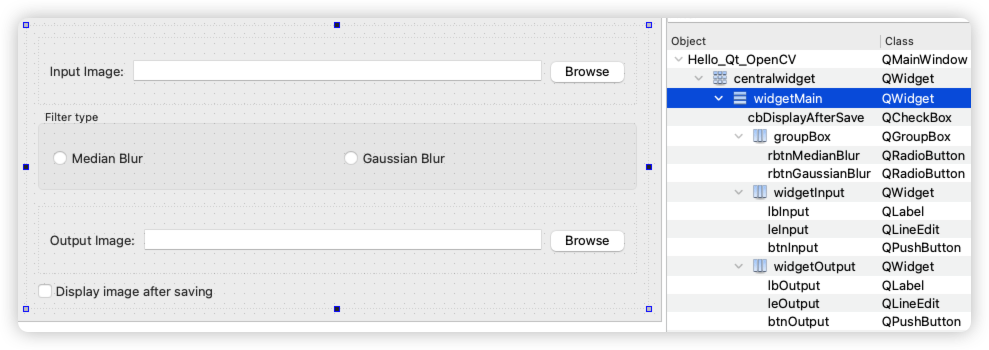 Input Image:
Browse
Filter type
Median Blur
Gaussian Blur
Output Image:
Browse
Display image after saving
Object Class
Hello_Qt_OpenCV QMainWindow
centralwidget QWidget
widgetMain QWidget
cbDisplayAfterSave QCheckBox
groupBox QGroupBox
rbtnMedianBlur QRadioButton
rbtnGaussianBlur QRadioButton
widgetInput QWidget
lbInput QLabel
leInput QLineEdit
btnInput QPushButton
widgetOutput QWidget
lbOutput QLabel
leOutput QLineEdit
btnOutput QPushButton